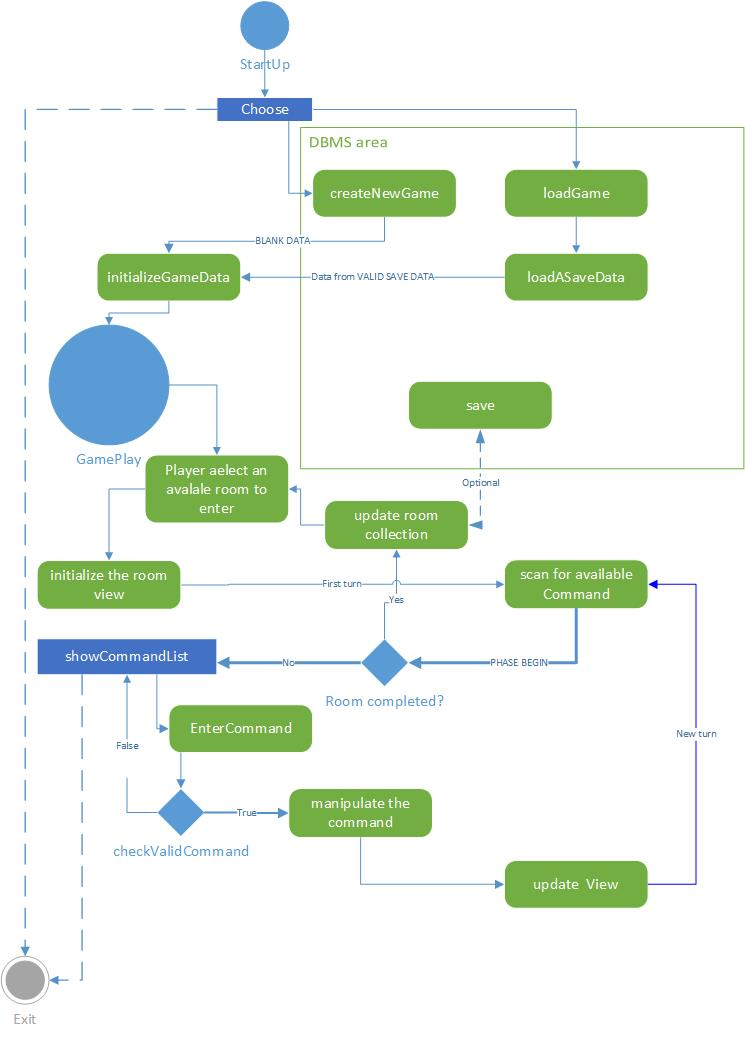 StartUp
Choose
DBMS area
createNewGame
loadGame
BLANK DATA
initializeGameData
Data from VALID SAVE DATA
loadASaveData
save
GamePlay
Player aelect an
avalale room to
enter
Optional
update room
collection
initialize the room
view
First turn
scan for available
Command
Yes
showCommandList
No
PHASE BEGIN
Room completed?
EnterCommand
New turn
False
manipulate the
command
True
checkValidCommand
update  View
Exit